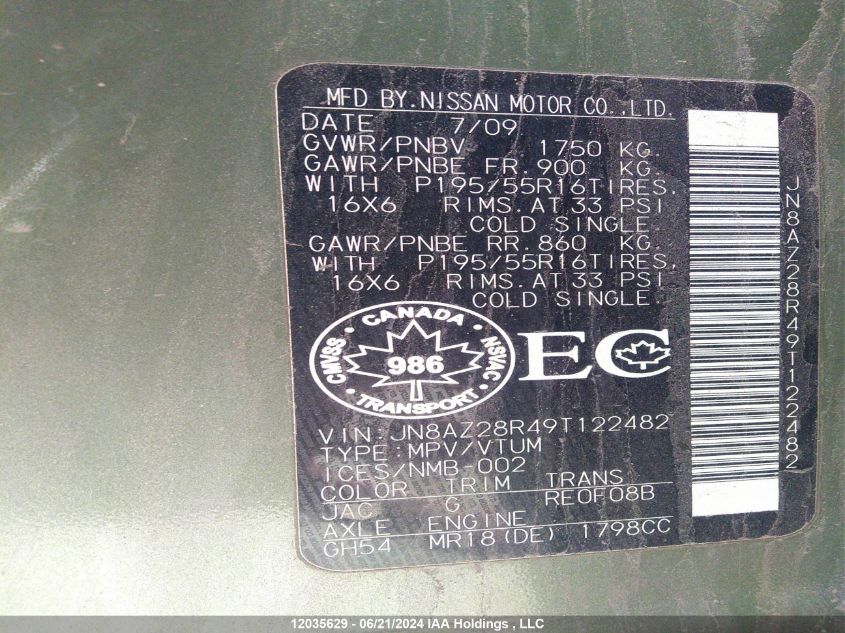 MFD BY.NISSAN MOTOR CO.,LTD.
DATE 7/09
GVWR/PNBV 1750 KG.
GAWR/PNBE FR.900 KG.
WITH P195/55R16TIRES.
16X6 RIMS.AT 33 PSI
COLD SINGLE.
GAWR/PNBE RR.860 KG.
WITH P195/55R16TIRES.
16X6 RIMS.AT 33 PSI
COLD SINGLE.
CANADA
CMVSS 986 NSVAC
TRANSPORT
EC
VIN:JN8AZ28R49T122482
TYPE:MPV/VTUM
ICES/NMB-002
COLOR TRIM TRANS
JAC G RE0F08B
AXLE ENGINE
GH54 MR18(DE) 1798CC
JN8AZ28R49T122482
12035629 - 06/21/2024 IAA Holdings, LLC